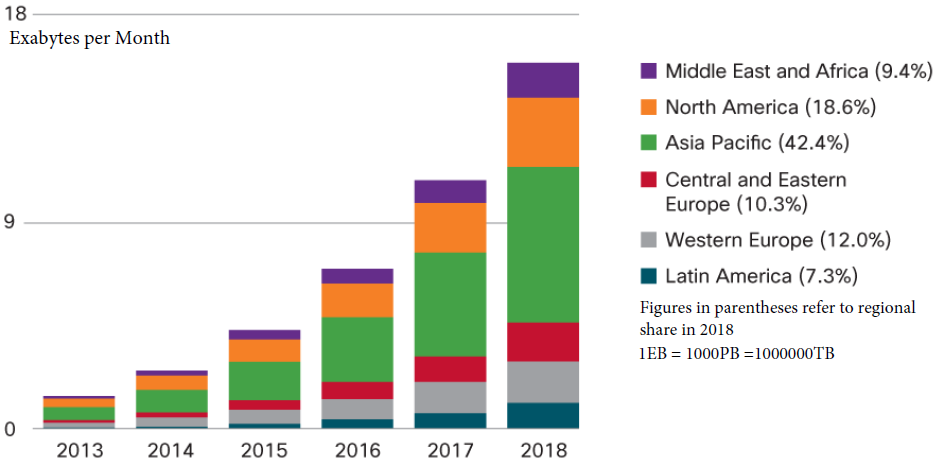 18
Exabytes per Month
Middle East and Africa (9.4%)
North America (18.6%)
Asia Pacific (42.4%)
9
Central and Eastern
Europe (10.3%)
Western Europe (12.0%)
Latin America (7.3%)
Figures in parentheses refer to regional
share in 2018
1EB = 1000PB =1000000TB
0
2013 2014 2015 2016 2017 2018